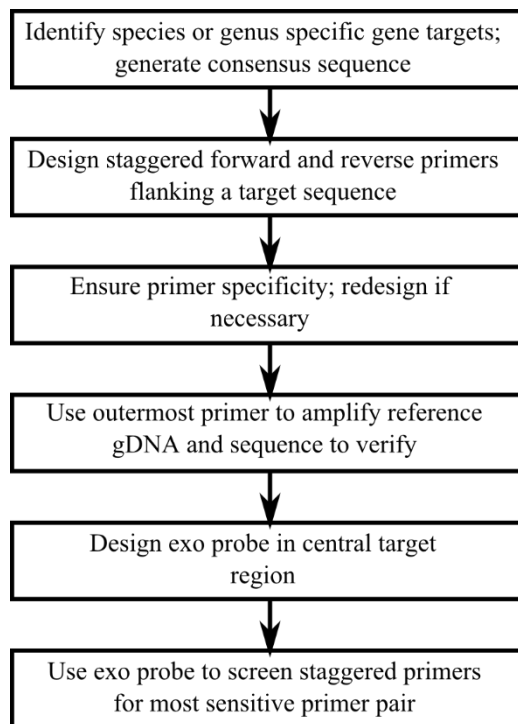 Identify species or genus specific gene targets;
generate consensus sequence
Design staggered forward and reverse primers
flanking a target sequence
Ensure primer specificity; redesign if
necessary
Use outermost primer to amplify reference
gDNA and sequence to verify
Design exo probe in central target
region
Use exo probe to screen staggered primers
for most sensitive primer pair